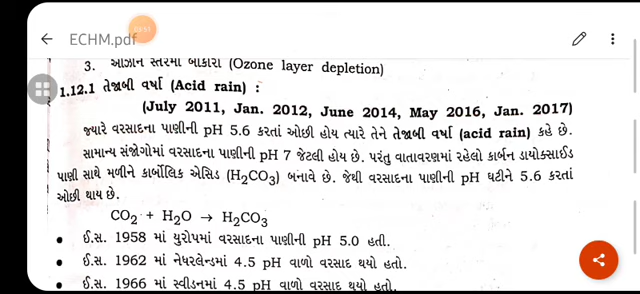 ECHM.pdf
3. ઓઝોન સ્તરમાં બાકોરા (Ozone layer depletion)
1.12.1 તેજાબી વર્ષા (Acid rain) :
(July 2011, Jan. 2012, June 2014, May 2016, Jan. 2017)
જ્યારે વરસાદના પાણીની pH 5.6 કરતાં ઓછી હોય ત્યારે તેને તેજાબી વર્ષા (acid rain) કહે છે.
સામાન્ય સંજોગોમાં વરસાદના પાણીની pH 7 જેટલી હોય છે. પરંતુ વાતાવરણમાં રહેલો કાર્બન ડાયોક્સાઈડ
પાણી સાથે મળીને કાર્બોલિક એસિડ (H₂CO₃) બનાવે છે. જેથી વરસાદના પાણીની pH ઘટીને 5.6 કરતાં
ઓછી થાય છે.
CO₂ + H₂O → H₂CO₃
• ઈ.સ. 1958 માં યુરોપમાં વરસાદના પાણીની pH 5.0 હતી.
• ઈ.સ. 1962 માં નેધરલેન્ડમાં 4.5 pH વાળો વરસાદ થયો હતો.
• ઈ.સ. 1966 માં સ્વીડનમાં 4.5 pH વાળો વરસાદ થયો હતો.